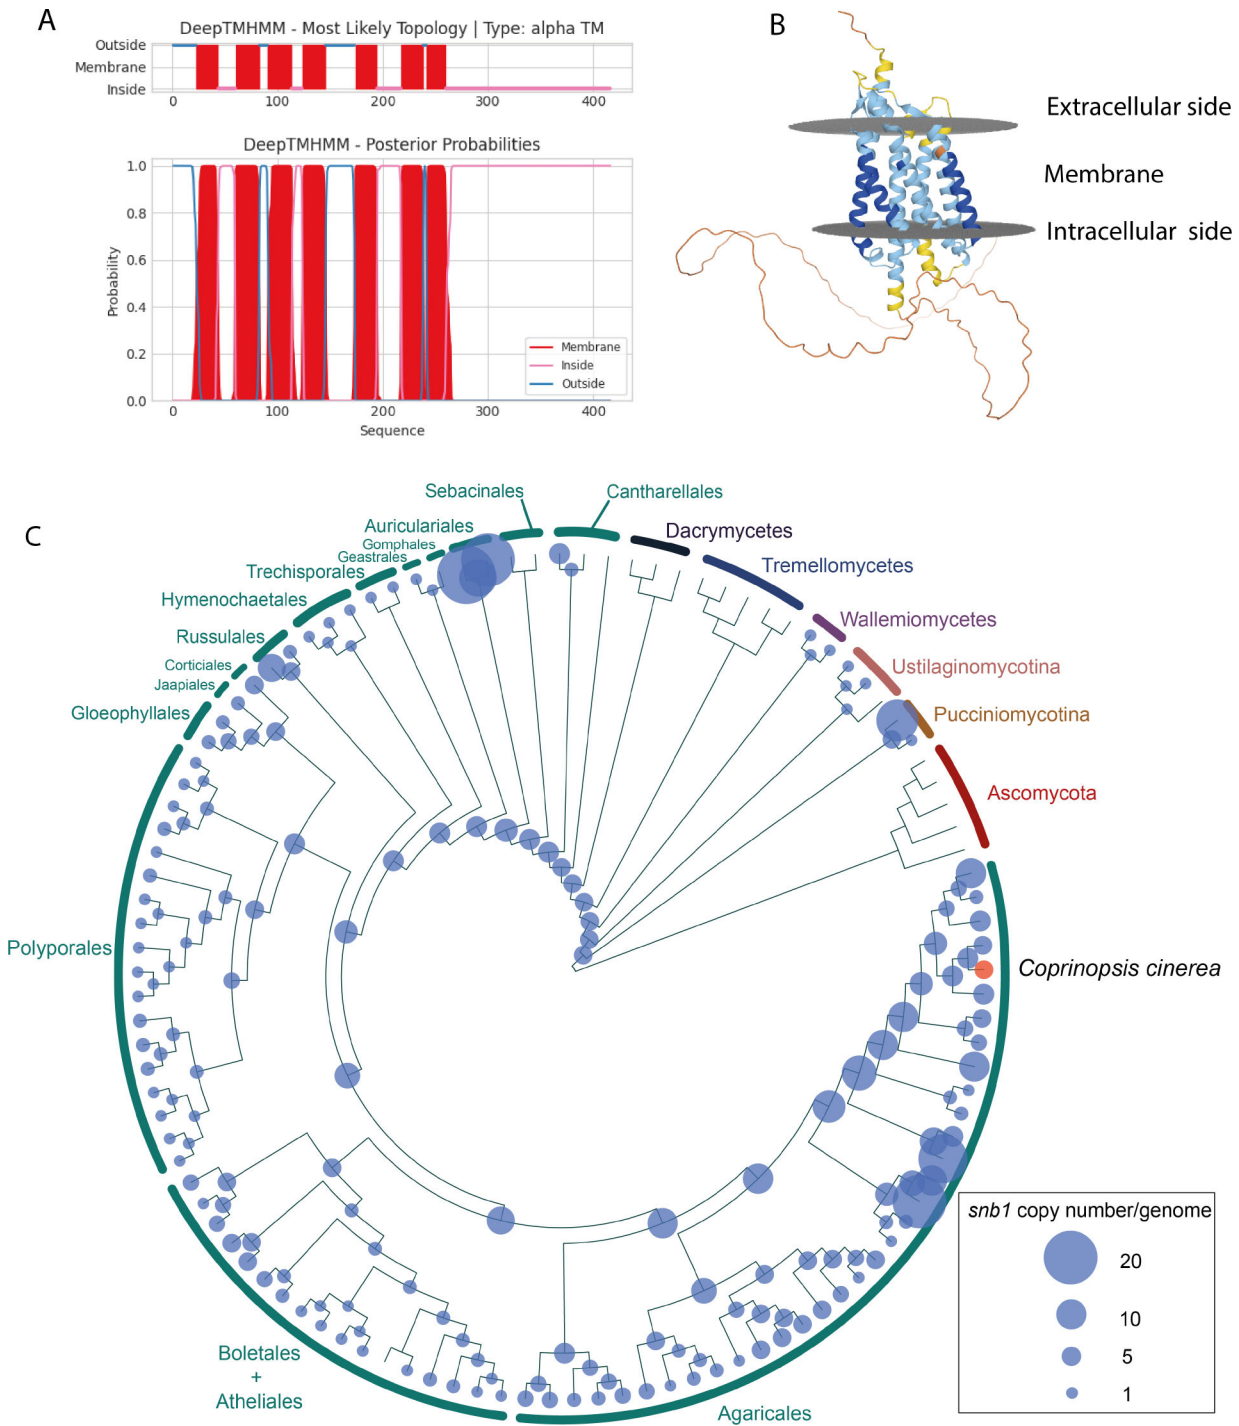 A
DeepTMHMM - Most Likely Topology | Type: alpha TM
Outside
Membrane
Inside
0 100 200 300 400
DeepTMHMM - Posterior Probabilities
1.0
0.8
0.6
0.4
0.2
0.0
Probability
Membrane
Inside
Outside
0 100 200 300 400
Sequence
B
Extracellular side
Membrane
Intracellular side
C
Sebacinales
Cantharellales
Auriculariales
Dacrymycetes
Gomphales
Geastrales
Tremellomycetes
Trechisporales
Hymenochaetales
Wallemiomycetes
Russulales
Ustilaginomycotina
Corticiales
Jaapiales
Gloeophyllales
Pucciniomycotina
Ascomycota
Polyporales
Coprinopsis cinerea
snb1 copy number/genome
20
10
5
1
Boletales
+
Atheliales
Agaricales